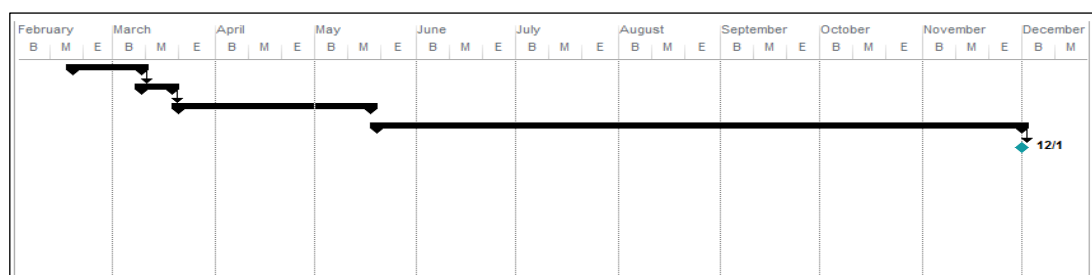 February March April May June July August September October November December
B M E B M E B M E B M E B M E B M E B M E B M E B M E B M E B M
12/1